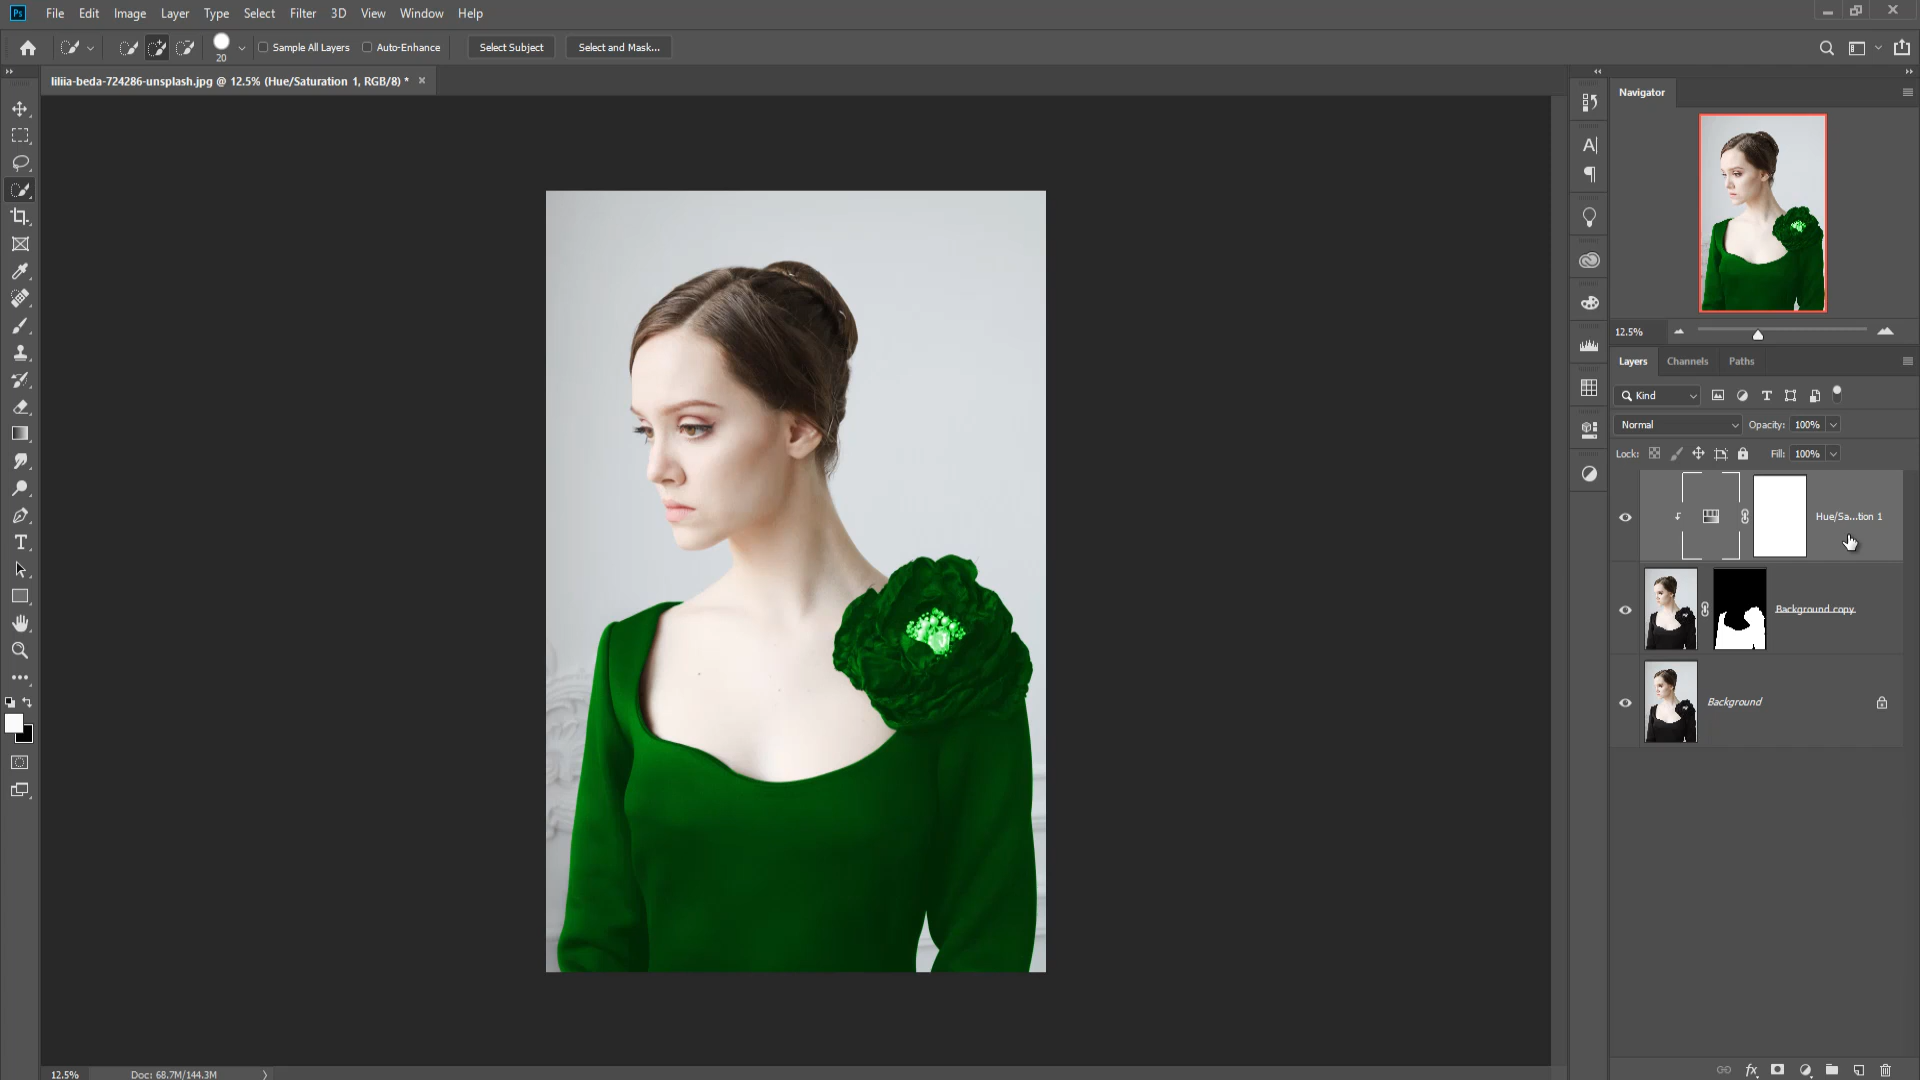 Ps File Edit Image Layer Type Select Filter 3D View Window Help
20 Sample All Layers Auto-Enhance Select Subject Select and Mask...
liliia-beda-724286-unsplash.jpg @ 12.5% (Hue/Saturation 1, RGB/8) *
Navigator
12.5%
Layers Channels Paths
Kind
Normal Opacity: 100%
Lock: Fill: 100%
Hue/Sa...tion 1
Background copy
Background
12.5% Doc: 68.7M/144.3M
fx